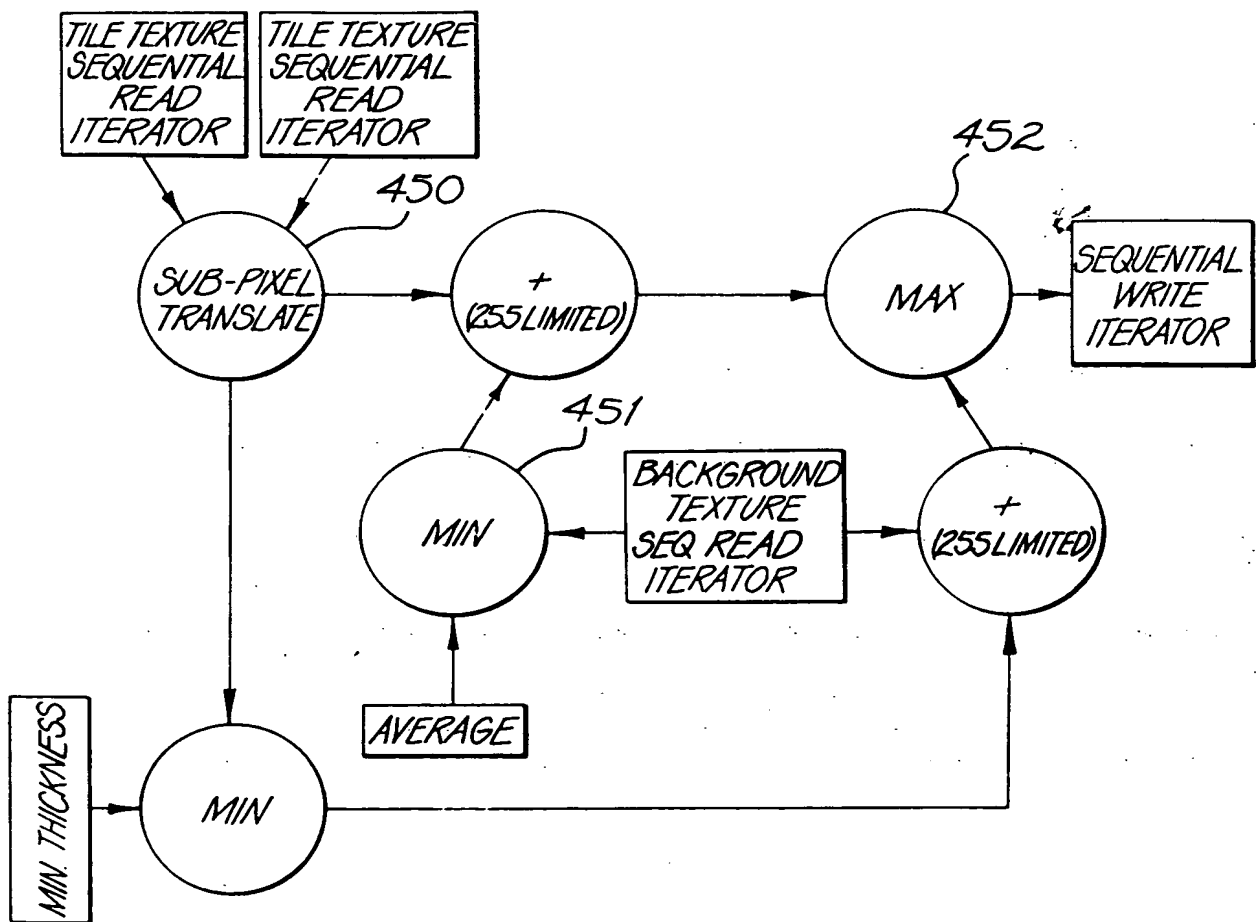 TILE TEXTURE
SEQUENTIAL
READ
ITERATOR
TILE TEXTURE
SEQUENTIAL
READ
ITERATOR
450
452
SUB-PIXEL
TRANSLATE
+
(255 LIMITED)
MAX
SEQUENTIAL
WRITE
ITERATOR
451
MIN
BACKGROUND
TEXTURE
SEQ READ
ITERATOR
+
(255 LIMITED)
AVERAGE
MIN. THICKNESS
MIN